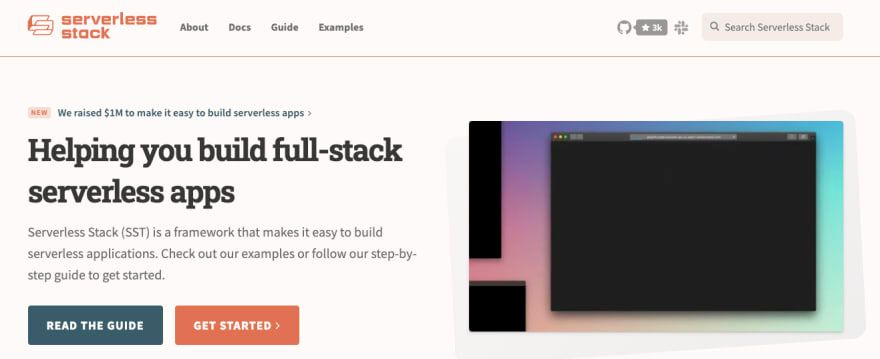 serverless
stack
About Docs Guide Examples
3k
Search Serverless Stack
NEW We raised $1M to make it easy to build serverless apps ›
Helping you build full-stack
serverless apps
Serverless Stack (SST) is a framework that makes it easy to build
serverless applications. Check out our examples or follow our step-by-
step guide to get started.
READ THE GUIDE
GET STARTED ›